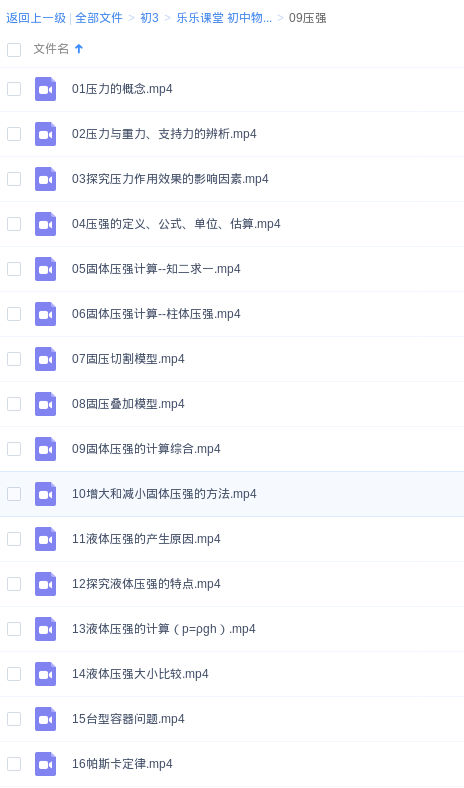 返回上一级 | 全部文件 > 初3 > 乐乐课堂 初中物... > 09压强
文件名
01压力的概念.mp4
02压力与重力、支持力的辨析.mp4
03探究压力作用效果的影响因素.mp4
04压强的定义、公式、单位、估算.mp4
05固体压强计算--知二求一.mp4
06固体压强计算--柱体压强.mp4
07固压切割模型.mp4
08固压叠加模型.mp4
09固体压强的计算综合.mp4
10增大和减小固体压强的方法.mp4
11液体压强的产生原因.mp4
12探究液体压强的特点.mp4
13液体压强的计算（p=ρgh）.mp4
14液体压强大小比较.mp4
15台型容器问题.mp4
16帕斯卡定律.mp4